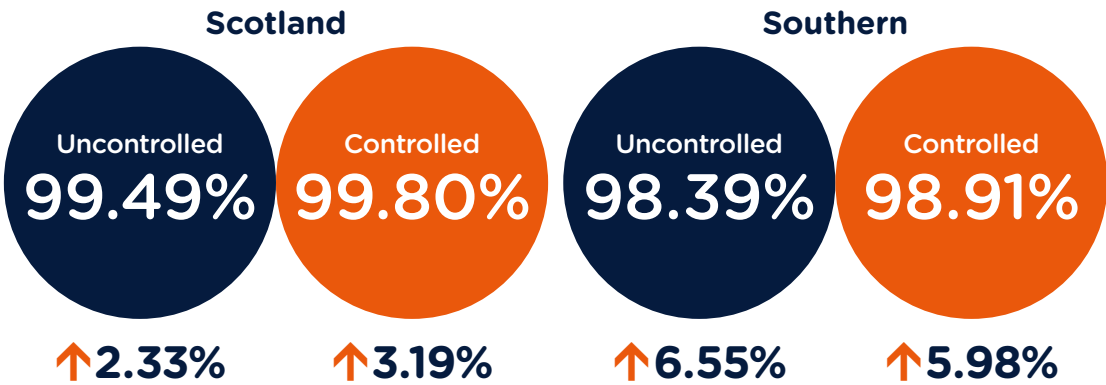 Scotland
Southern
Uncontrolled
Controlled
Uncontrolled
Controlled
99.49%
99.80%
98.39%
98.91%
↑2.33%
↑3.19%
↑6.55%
↑5.98%